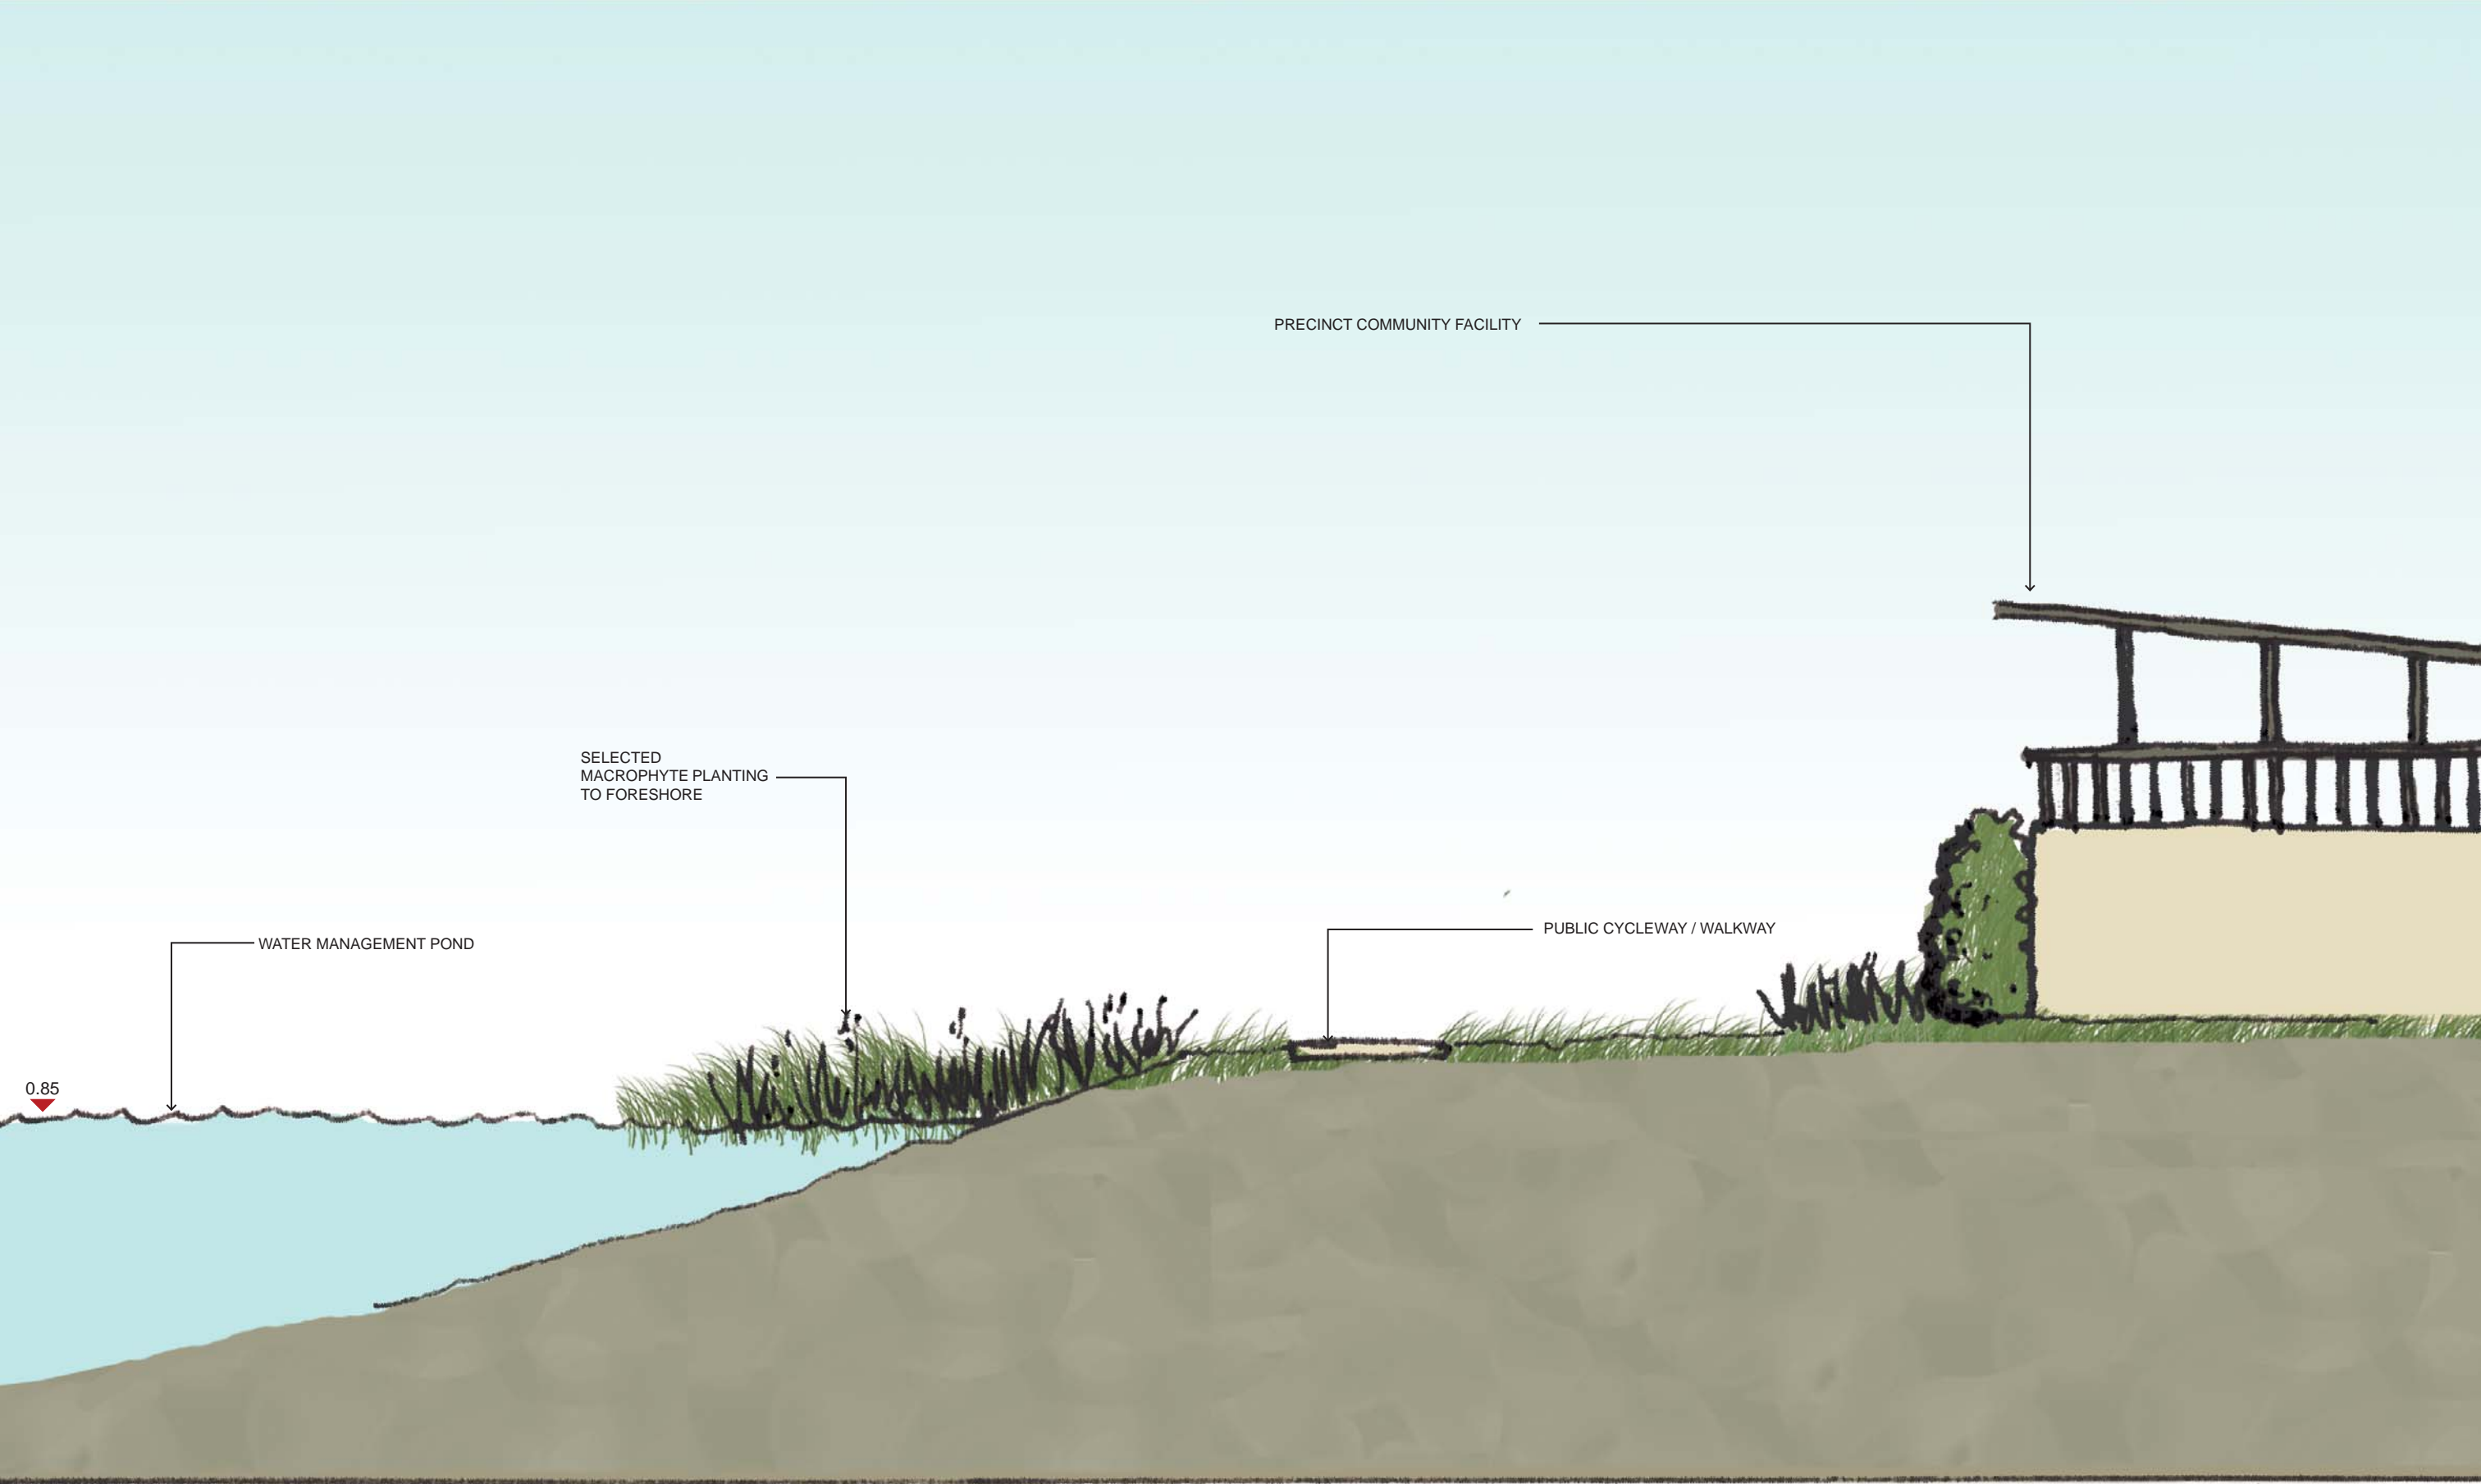 PRECINCT COMMUNITY FACILITY
SELECTED
MACROPHYTE PLANTING
TO FORESHORE
PUBLIC CYCLEWAY / WALKWAY
WATER MANAGEMENT POND
0.85